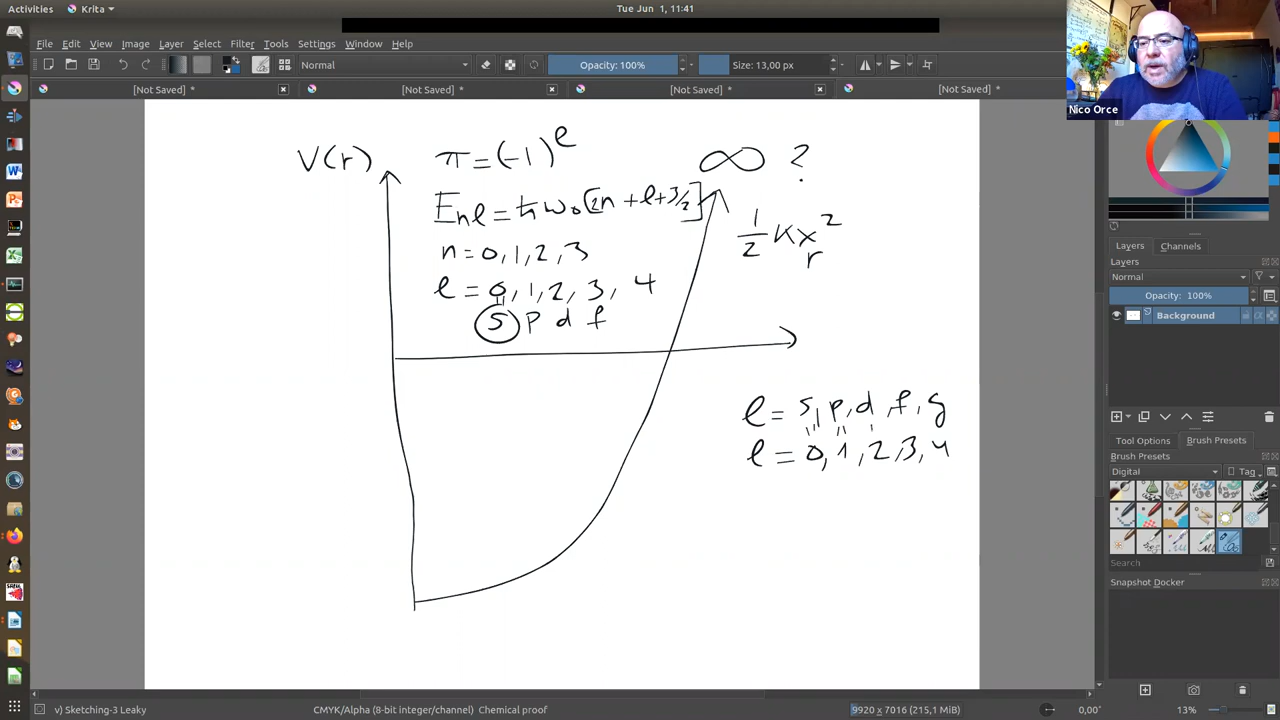 Activities
Krita
Tue Jun 1, 11:41
File Edit View Image Layer Select Filter Tools Settings Window Help
Normal
Opacity: 100%
Size: 13,00 px
[Not Saved] *
[Not Saved] *
[Not Saved] *
[Not Saved] *
Nico Orce
V(r)
π=(-1)^ℓ
∞ ?
E_nℓ = ħω₀[2n + ℓ + 3/2]
1/2 Kx²
r
n = 0, 1, 2, 3
ℓ = 0, 1, 2, 3, 4
s p d f
ℓ = s, p, d, f, g
ℓ = 0, 1, 2, 3, 4
Layers Channels
Layers
Normal
Opacity: 100%
Background
Tool Options Brush Presets
Brush Presets
Digital
Tag
Search
Snapshot Docker
v) Sketching-3 Leaky
CMYK/Alpha (8-bit integer/channel) Chemical proof
9920 x 7016 (215,1 MiB)
13%
0,00°